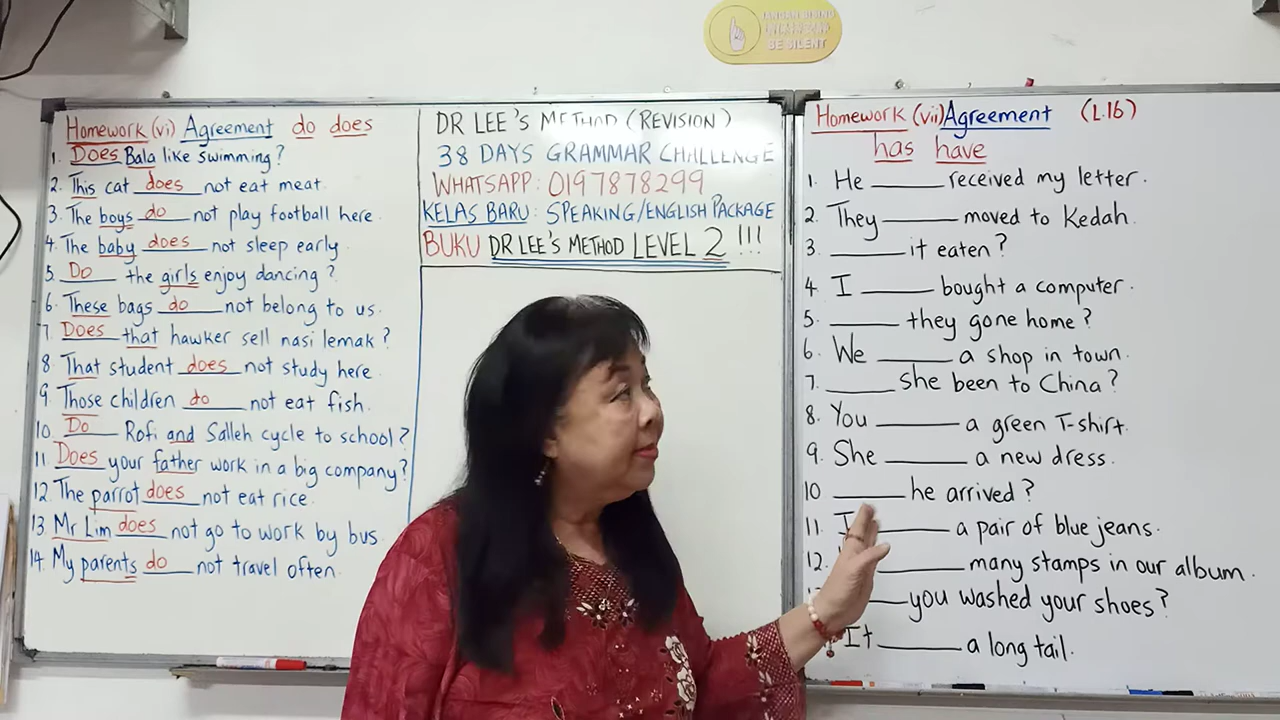 JANGAN BISING
BE SILENT
Homework (vi) Agreement do does
1. Does Bala like swimming?
2. This cat does not eat meat.
3. The boys do not play football here.
4. The baby does not sleep early.
5. Do the girls enjoy dancing?
6. These bags do not belong to us.
7 Does that hawker sell nasi lemak?
8 That student does not study here.
9. Those children do not eat fish.
10 Do Rofi and Salleh cycle to school?
11 Does your father work in a big company?
12. The parrot does not eat rice.
13. Mr Lim does not go to work by bus.
14. My parents do not travel often.
DR LEE'S METHOD (REVISION)
38 DAYS GRAMMAR CHALLENGE
WHATSAPP: 0197878299
KELAS BARU: SPEAKING/ENGLISH PACKAGE
BUKU DR LEE'S METHOD LEVEL 2 !!!
Homework (vii) Agreement (L.16)
has have
1. He ______ received my letter.
2. They ______ moved to Kedah.
3. ______ it eaten?
4 I ______ bought a computer.
5. ______ they gone home?
6. We ______ a shop in town.
7. ______ she been to China?
8. You ______ a green T-shirt.
9. She ______ a new dress.
10 ______ he arrived?
11. I ______ a pair of blue jeans.
12. ______ many stamps in our album.
______ you washed your shoes?
It ______ a long tail.